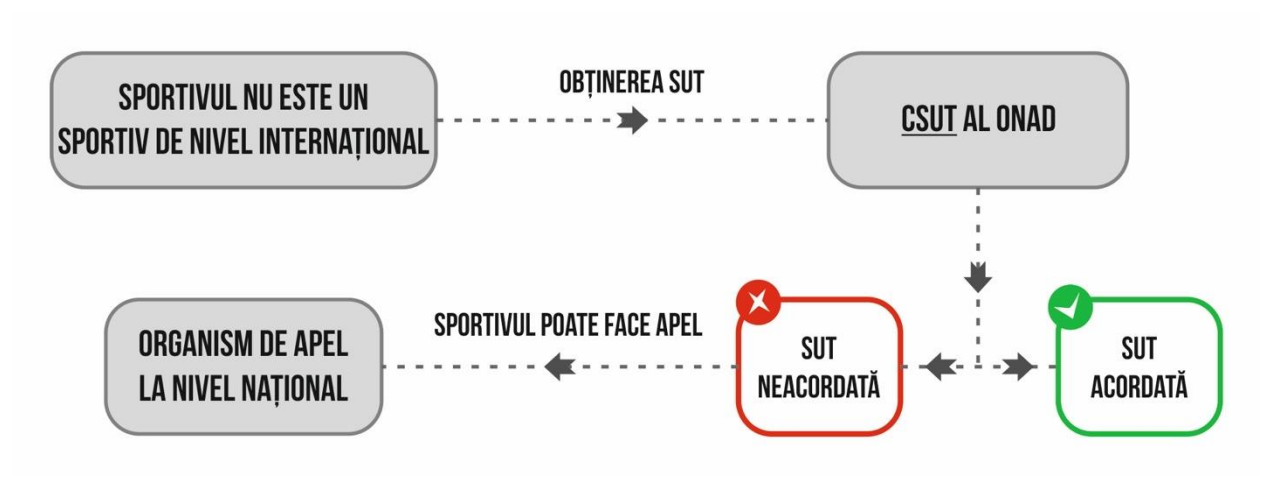 SPORTIVUL NU ESTE UN
SPORTIV DE NIVEL INTERNAȚIONAL
OBȚINEREA SUT
CSUT AL ONAD
ORGANISM DE APEL
LA NIVEL NAȚIONAL
SPORTIVUL POATE FACE APEL
SUT
NEACORDATĂ
SUT
ACORDATĂ